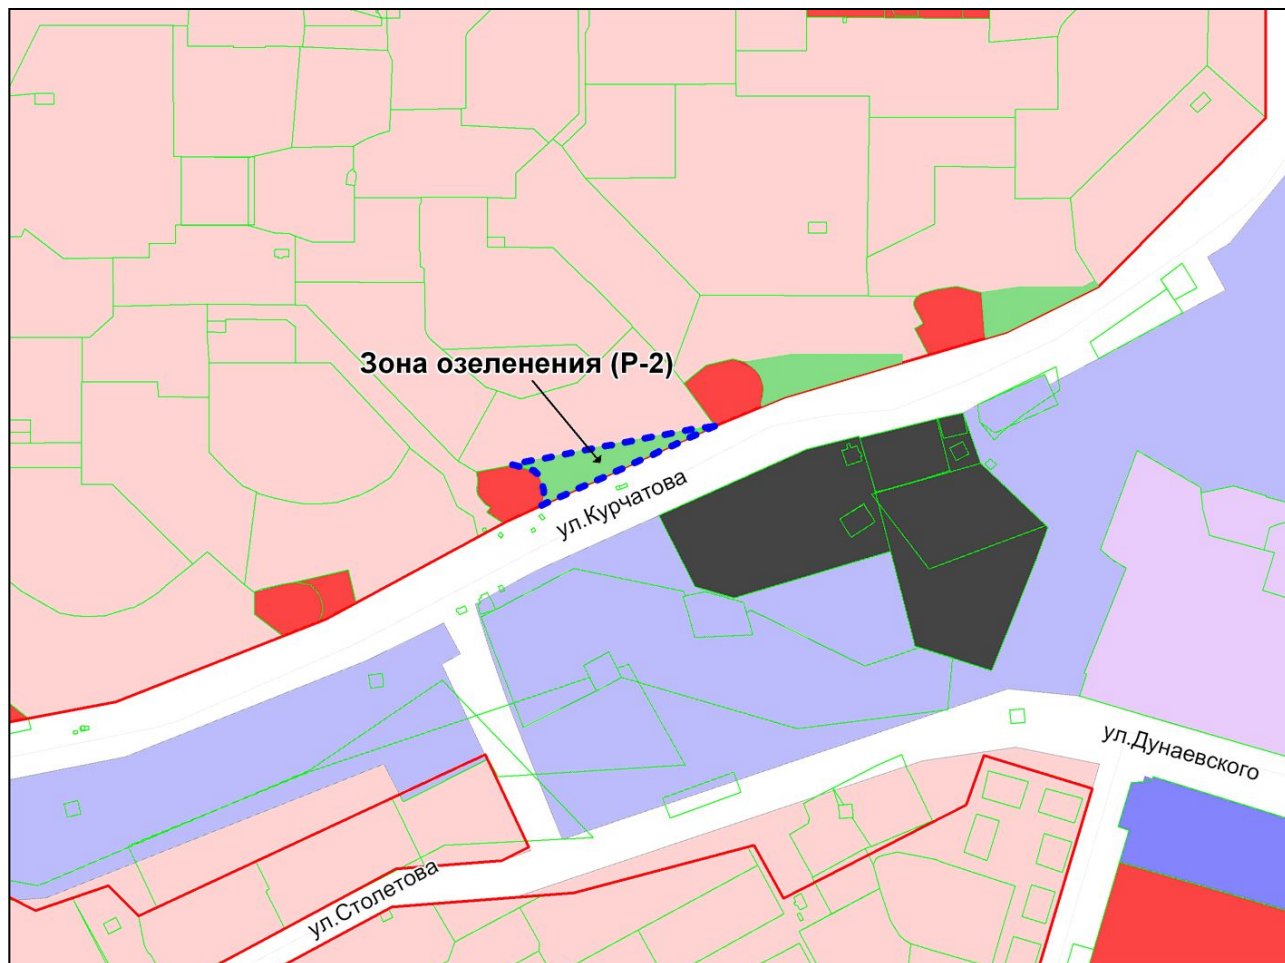 Зона озеленения (Р-2)
ул.Курчатова
ул.Дунаевского
ул.Столетова